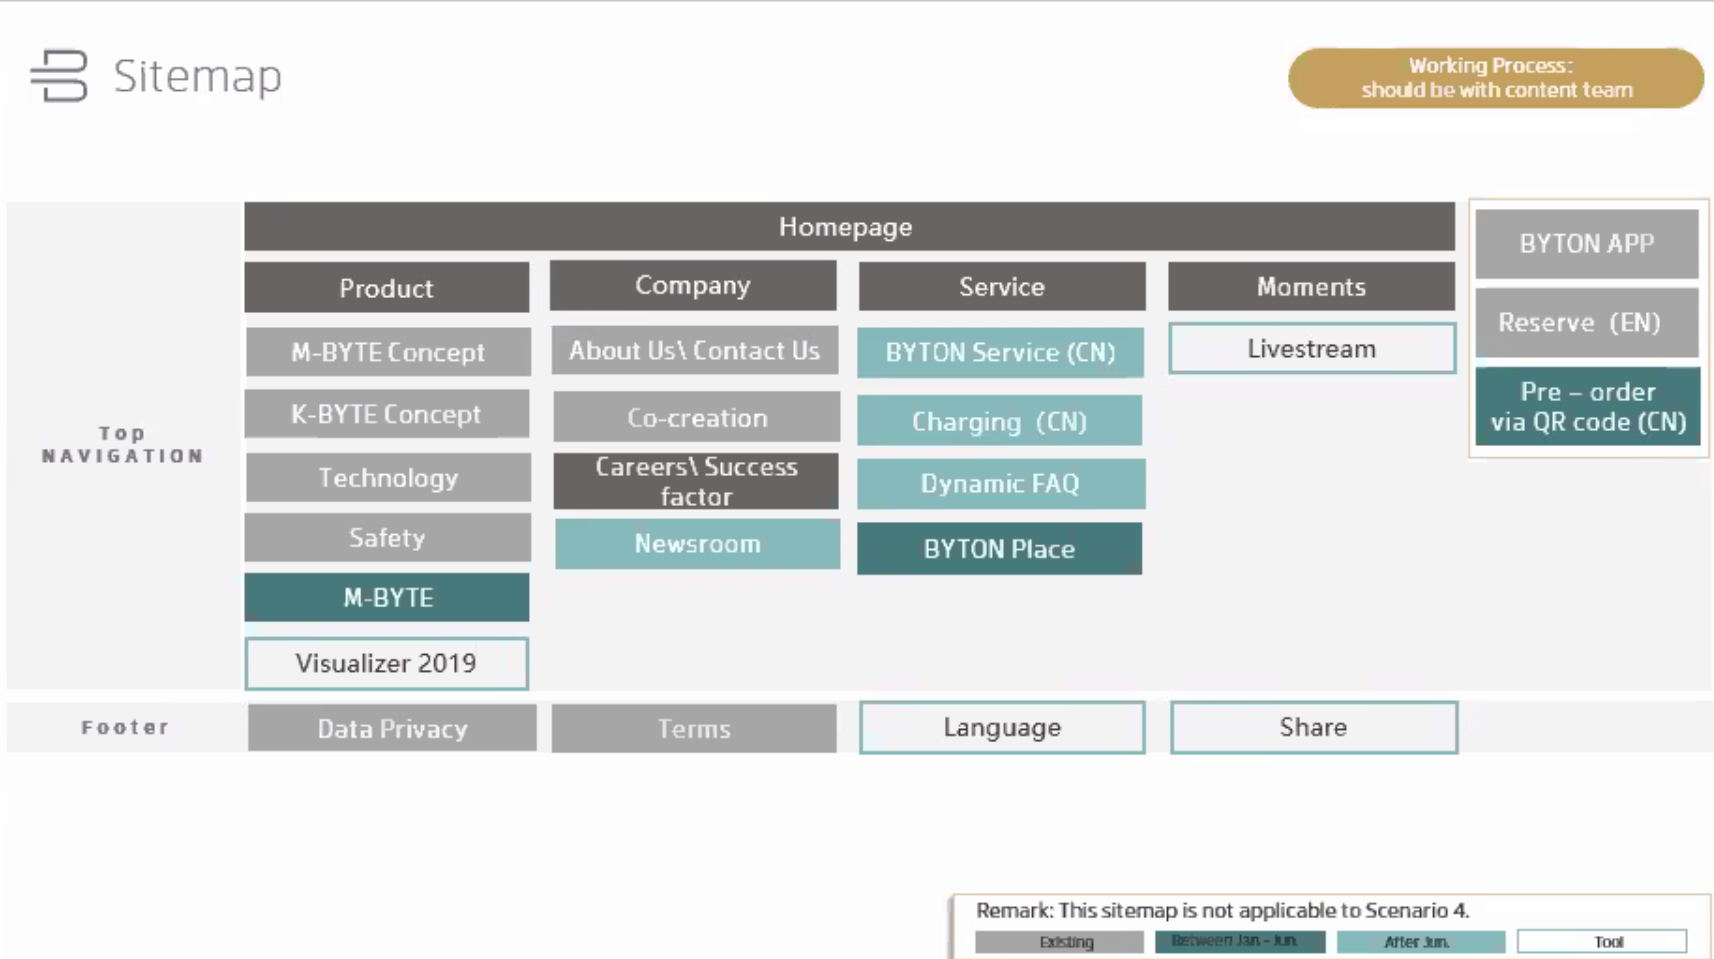 Sitemap
Working Process:
should be with content team
Top
NAVIGATION
Homepage
Product
M-BYTE Concept
K-BYTE Concept
Technology
Safety
M-BYTE
Visualizer 2019
Company
About Us\ Contact Us
Co-creation
Careers\ Success
factor
Newsroom
Service
BYTON Service (CN)
Charging (CN)
Dynamic FAQ
BYTON Place
Moments
Livestream
BYTON APP
Reserve (EN)
Pre – order
via QR code (CN)
Footer
Data Privacy
Terms
Language
Share
Remark: This sitemap is not applicable to Scenario 4.
Existing
Between Jan - Jun.
After Jun.
Tool